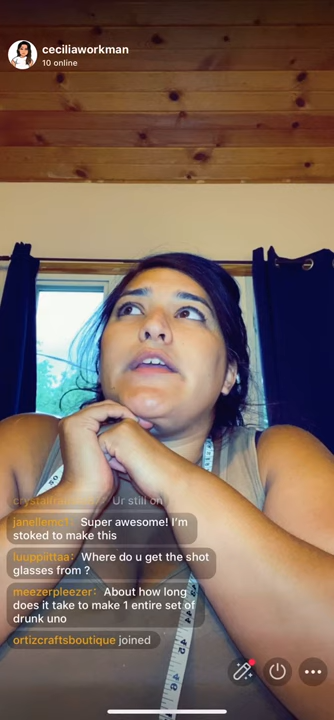 ceciliaworkman
10 online
Ur still on
janellemcf: Super awesome! I'm
stoked to make this
luuppiittaa: Where do u get the shot
glasses from ?
meezerpleezer: About how long
does it take to make 1 entire set of
drunk uno
ortizcraftsboutique joined